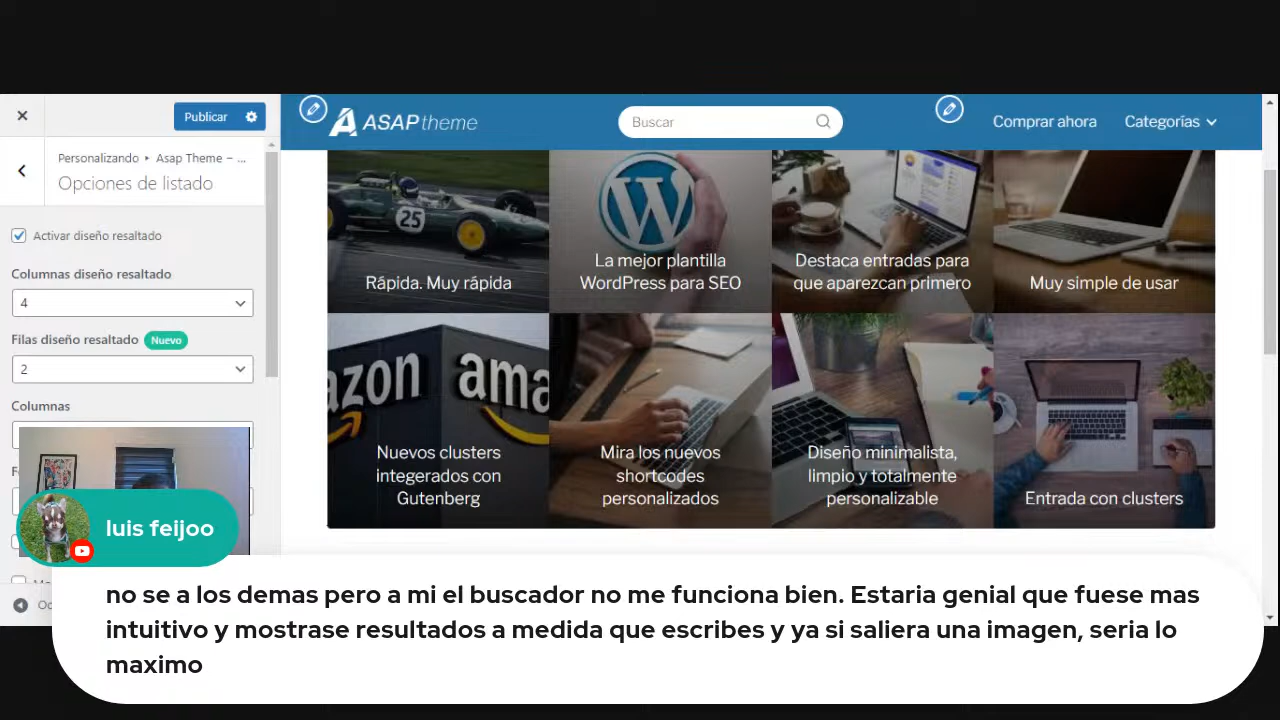 Publicar
Personalizando ▸ Asap Theme – ...
Opciones de listado
Activar diseño resaltado
Columnas diseño resaltado
4
Filas diseño resaltado Nuevo
2
Columnas
ASAP theme
Buscar
Comprar ahora
Categorías
25
Rápida. Muy rápida
La mejor plantilla
WordPress para SEO
Destaca entradas para
que aparezcan primero
Muy simple de usar
azon ama
Nuevos clusters
integerados con
Gutenberg
Mira los nuevos
shortcodes
personalizados
Diseño minimalista,
limpio y totalmente
personalizable
Entrada con clusters
luis feijoo
no se a los demas pero a mi el buscador no me funciona bien. Estaria genial que fuese mas
intuitivo y mostrase resultados a medida que escribes y ya si saliera una imagen, seria lo
maximo